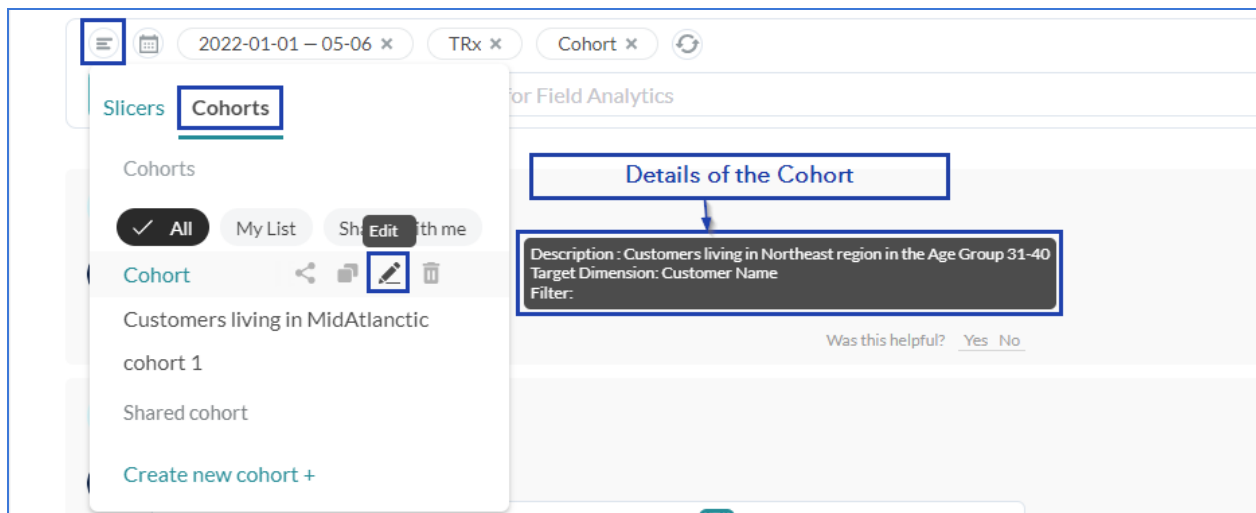 2022-01-01 – 05-06 × TRx × Cohort ×
for Field Analytics
Slicers Cohorts
Cohorts
Details of the Cohort
All My List Sha ith me
Edit
Description : Customers living in Northeast region in the Age Group 31-40
Target Dimension: Customer Name
Filter:
Cohort
Customers living in MidAtlanctic
cohort 1
Was this helpful? Yes No
Shared cohort
Create new cohort +